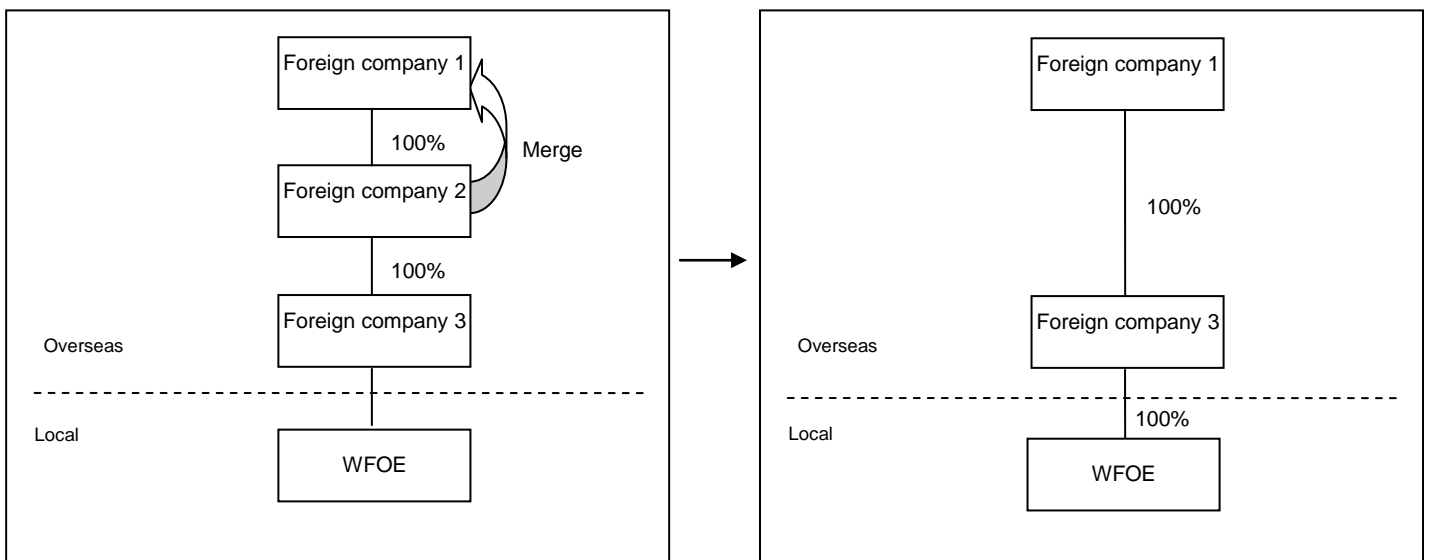 Foreign company 1
100%
Merge
Foreign company 2
100%
Foreign company 3
Overseas
Local
WFOE
Foreign company 1
100%
Foreign company 3
Overseas
100%
Local
WFOE